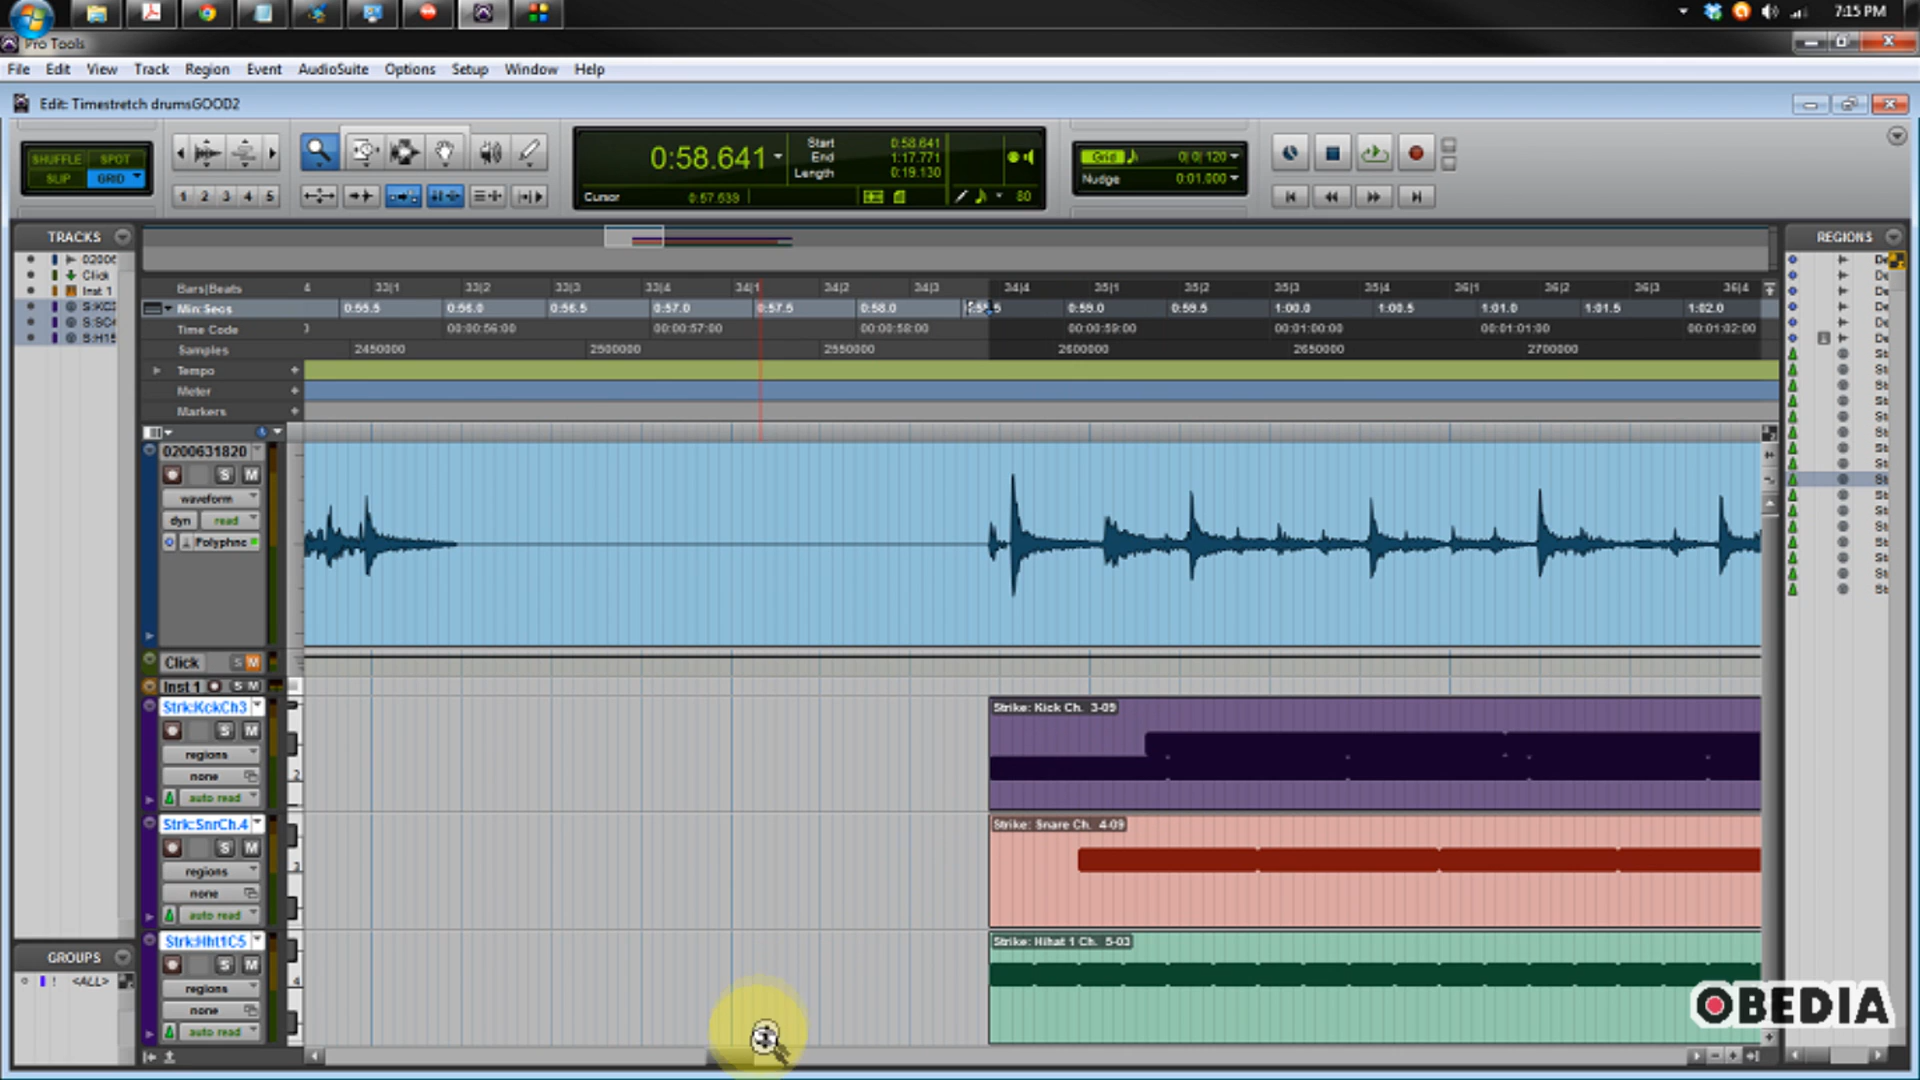 7:15 PM
Pro Tools
File Edit View Track Region Event AudioSuite Options Setup Window Help
Edit: Timestretch drumsGOOD2
SHUFFLE SPOT
SLIP GRID
1 2 3 4 5
0:58.641
Start 0:58.641
End 1:17.771
Length 0:19.130
Cursor 0:57.539
80
Grid 0| 0| 120
Nudge 0:01.000
TRACKS
Click
Inst 1
REGIONS
Bars|Beats 4 33|1 33|2 33|3 33|4 34|1 34|2 34|3 34|4 35|1 35|2 35|3 35|4 36|1 36|2 36|3 36|4
Min:Secs 0:55.5 0:56.0 0:56.5 0:57.0 0:57.5 0:58.0 0:59.0 0:59.5 1:00.0 1:00.5 1:01.0 1:01.5 1:02.0
Time Code 00:00:56:00 00:00:57:00 00:00:58:00 00:00:59:00 00:01:00:00 00:01:01:00 00:01:02:00
Samples 2450000 2500000 2550000 2600000 2650000 2700000
Tempo
Meter
Markers
0200631820
S M
waveform
dyn read
Polyphnc
Click S M
Inst 1 S M
Strk:KckCh3
S M
regions
none
auto read
2
Strike: Kick Ch. 3-09
Strk:SnrCh.4
S M
regions
none
auto read
3
Strike: Snare Ch. 4-09
Strk:Hht1C5
S M
regions
none
auto read
4
Strike: Hihat 1 Ch. 5-03
GROUPS
! <ALL>
OBEDIA